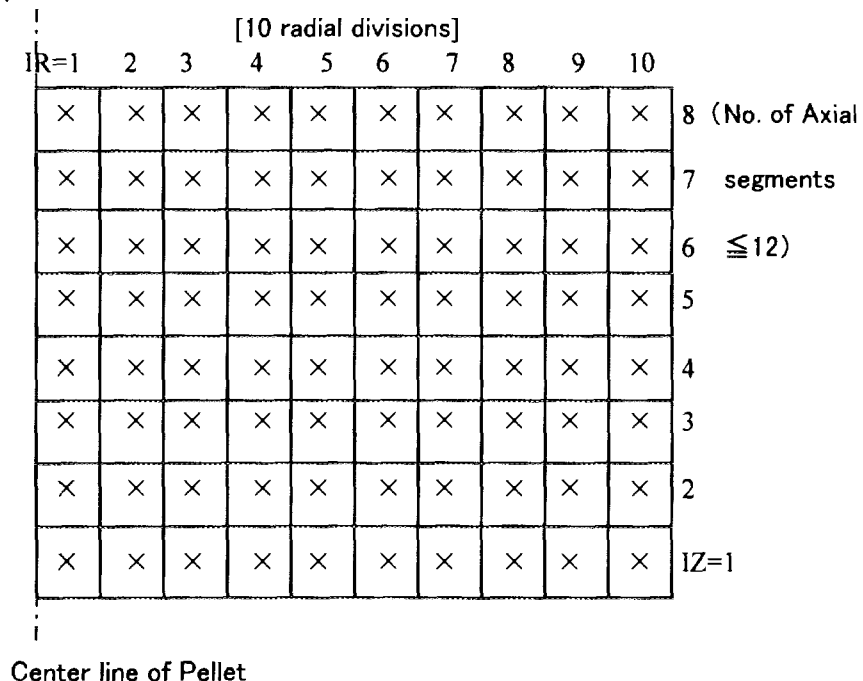 [10 radial divisions]
IR=1 2 3 4 5 6 7 8 9 10
8 (No. of Axial
7 segments
6 ≦12)
5
4
3
2
IZ=1
Center line of Pellet